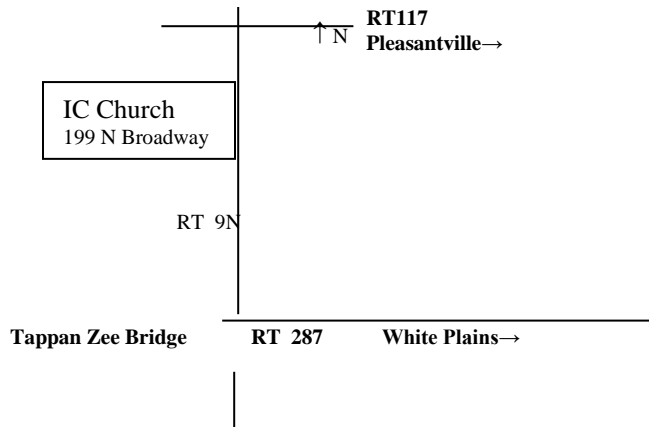 RT117
↑ N
Pleasantville→
IC Church
199 N Broadway
RT 9N
Tappan Zee Bridge RT 287 White Plains→